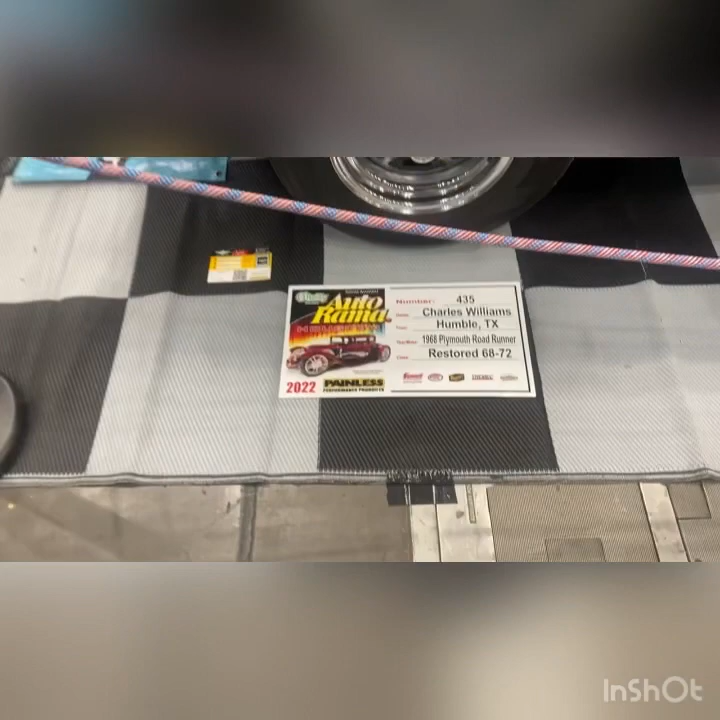 Auto
Rama
Number: 435
Name: Charles Williams
Town: Humble, TX
Year/Make: 1968 Plymouth Road Runner
Class: Restored 68-72
2022
PAINLESS
PERFORMANCE PRODUCTS
InShOt